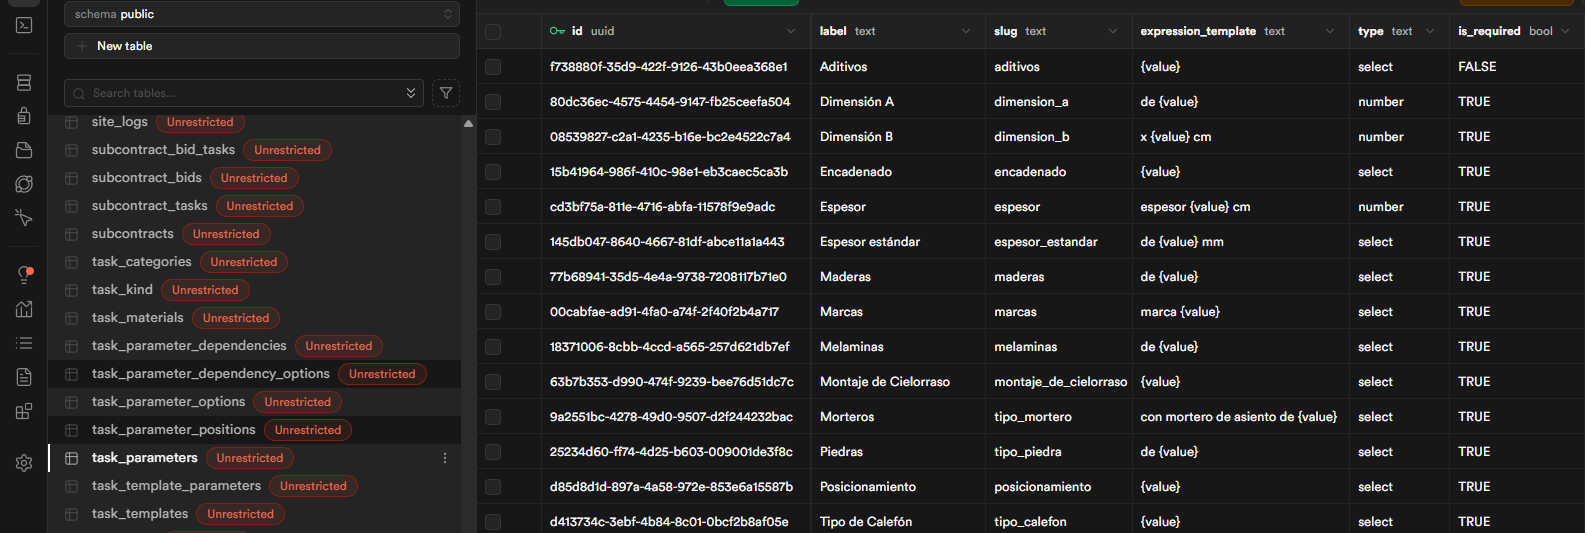 schema public
New table
Search tables...
site_logs Unrestricted
subcontract_bid_tasks Unrestricted
subcontract_bids Unrestricted
subcontract_tasks Unrestricted
subcontracts Unrestricted
task_categories Unrestricted
task_kind Unrestricted
task_materials Unrestricted
task_parameter_dependencies Unrestricted
task_parameter_dependency_options Unrestricted
task_parameter_options Unrestricted
task_parameter_positions Unrestricted
task_parameters Unrestricted
task_template_parameters Unrestricted
task_templates Unrestricted
id uuid label text slug text expression_template text type text is_required bool
f738880f-35d9-422f-9126-43b0eea368e1 Aditivos aditivos {value} select FALSE
80dc36ec-4575-4454-9147-fb25ceefa504 Dimensión A dimension_a de {value} number TRUE
08539827-c2a1-4235-b16e-bc2e4522c7a4 Dimensión B dimension_b x {value} cm number TRUE
15b41964-986f-410c-98e1-eb3caec5ca3b Encadenado encadenado {value} select TRUE
cd3bf75a-811e-4716-abfa-11578f9e9adc Espesor espesor espesor {value} cm number TRUE
145db047-8640-4667-81df-abce11a1a443 Espesor estándar espesor_estandar de {value} mm select TRUE
77b68941-35d5-4e4a-9738-7208117b71e0 Maderas maderas de {value} select TRUE
00cabfae-ad91-4fa0-a74f-2f40f2b4a717 Marcas marcas marca {value} select TRUE
18371006-8cbb-4ccd-a565-257d621db7ef Melaminas melaminas de {value} select TRUE
63b7b353-d990-474f-9239-bee76d51dc7c Montaje de Cielorraso montaje_de_cielorraso {value} select TRUE
9a2551bc-4278-49d0-9507-d2f244232bac Morteros tipo_mortero con mortero de asiento de {value} select TRUE
25234d60-ff74-4d25-b603-009001de3f8c Piedras tipo_piedra de {value} select TRUE
d85d8d1d-897a-4a58-972e-853e6a15587b Posicionamiento posicionamiento {value} select TRUE
d413734c-3ebf-4b84-8c01-0bcf2b8af05e Tipo de Calefón tipo_calefon {value} select TRUE